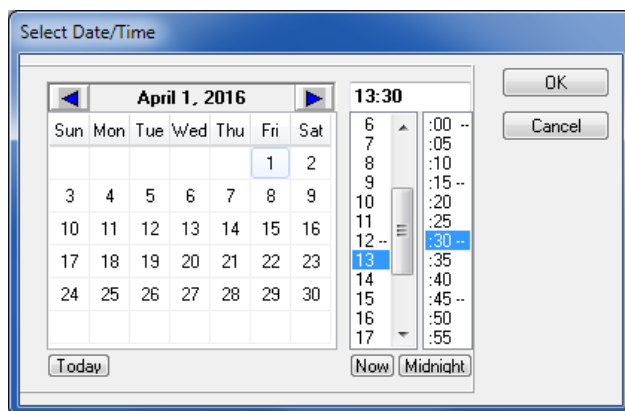 Select Date/Time
April 1, 2016
Sun Mon Tue Wed Thu Fri Sat
1 2
3 4 5 6 7 8 9
10 11 12 13 14 15 16
17 18 19 20 21 22 23
24 25 26 27 28 29 30
Today
13:30
6
7
8
9
10
11
12 --
13
14
15
16
17
:00 --
:05
:10
:15 --
:20
:25
:30 --
:35
:40
:45 --
:50
:55
Now Midnight
OK
Cancel